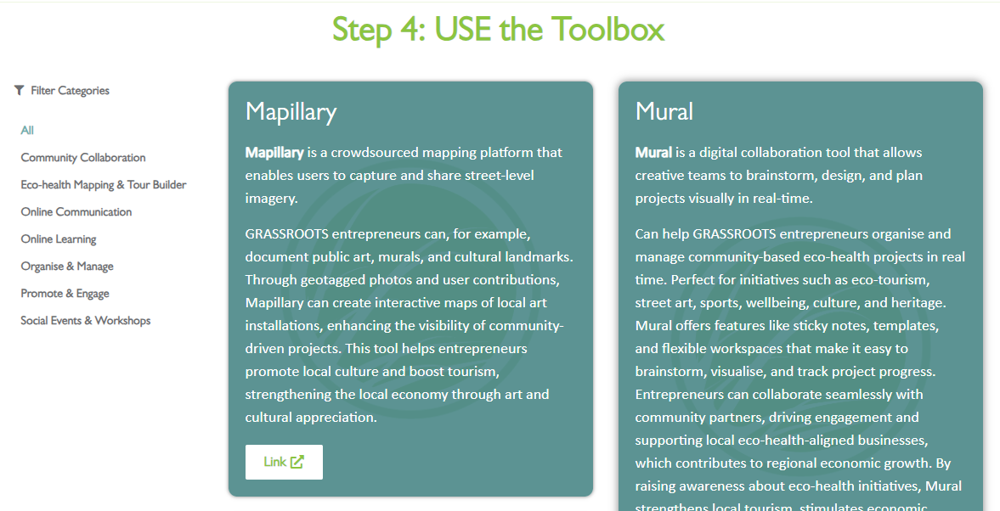 Step 4: USE the Toolbox
Filter Categories
All
Community Collaboration
Eco-health Mapping & Tour Builder
Online Communication
Online Learning
Organise & Manage
Promote & Engage
Social Events & Workshops
Mapillary
Mapillary is a crowdsourced mapping platform that
enables users to capture and share street-level
imagery.
GRASSROOTS entrepreneurs can, for example,
document public art, murals, and cultural landmarks.
Through geotagged photos and user contributions,
Mapillary can create interactive maps of local art
installations, enhancing the visibility of community-
driven projects. This tool helps entrepreneurs
promote local culture and boost tourism,
strengthening the local economy through art and
cultural appreciation.
Link
Mural
Mural is a digital collaboration tool that allows
creative teams to brainstorm, design, and plan
projects visually in real-time.
Can help GRASSROOTS entrepreneurs organise and
manage community-based eco-health projects in real
time. Perfect for initiatives such as eco-tourism,
street art, sports, wellbeing, culture, and heritage.
Mural offers features like sticky notes, templates,
and flexible workspaces that make it easy to
brainstorm, visualise, and track project progress.
Entrepreneurs can collaborate seamlessly with
community partners, driving engagement and
supporting local eco-health-aligned businesses,
which contributes to regional economic growth. By
raising awareness about eco-health initiatives, Mural
strengthens local tourism, stimulates economic